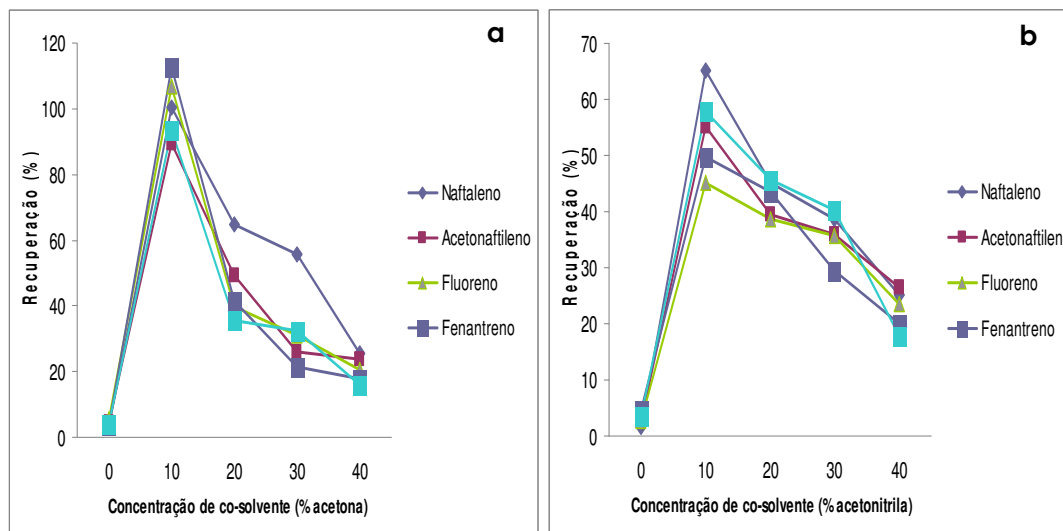 a
120
100
80
60
40
20
0
Recuperação (%)
0 10 20 30 40
Concentração de co-solvente (% acetona)
Naftaleno
Acetonaftileno
Fluoreno
Fenantreno
b
70
60
50
40
30
20
10
0
Recuperação (%)
0 10 20 30 40
Concentração de co-solvente (% acetonitrila)
Naftaleno
Acetonaftilen
Fluoreno
Fenantreno